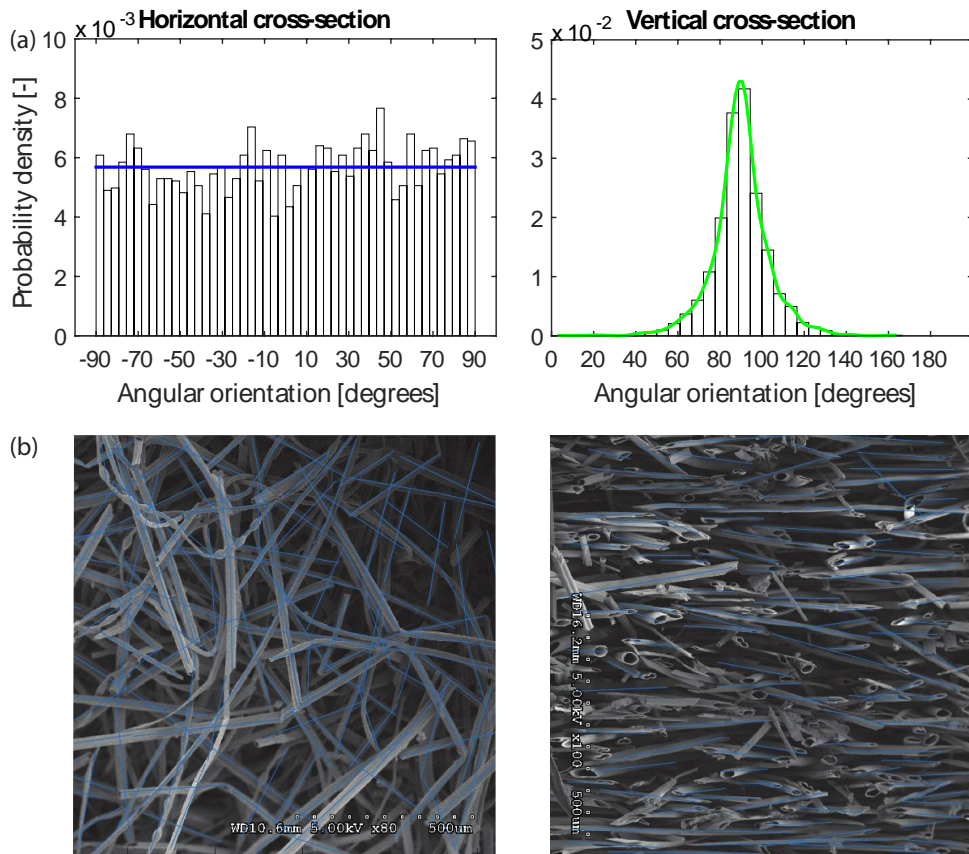 (a)
× 10 -3 Horizontal cross-section
10
8
6
4
2
0
Probability density [-]
-90 -70 -50 -30 -10 10 30 50 70 90
Angular orientation [degrees]
× 10 -2 Vertical cross-section
5
4
3
2
1
0
0 20 40 60 80 100 120 140 160 180
Angular orientation [degrees]
(b)
WD10.6mm 5.00kV x80 500um
WD16.2mm 5.00kV x100 500um